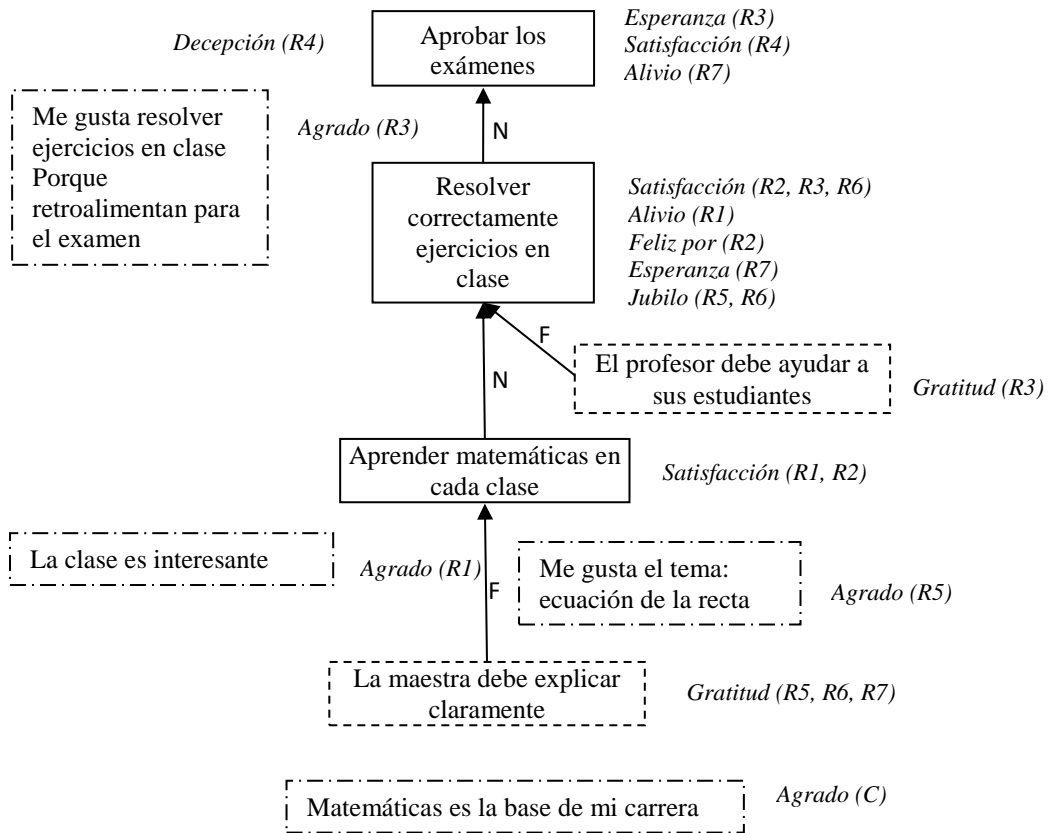 Decepción (R4)
Aprobar los
exámenes
Esperanza (R3)
Satisfacción (R4)
Alivio (R7)
Me gusta resolver
ejercicios en clase
Porque
retroalimentan para
el examen
Agrado (R3)
N
Resolver
correctamente
ejercicios en
clase
Satisfacción (R2, R3, R6)
Alivio (R1)
Feliz por (R2)
Esperanza (R7)
Jubilo (R5, R6)
F
El profesor debe ayudar a
sus estudiantes
Gratitud (R3)
N
Aprender matemáticas en
cada clase
Satisfacción (R1, R2)
La clase es interesante
Agrado (R1)
F
Me gusta el tema:
ecuación de la recta
Agrado (R5)
La maestra debe explicar
claramente
Gratitud (R5, R6, R7)
Matemáticas es la base de mi carrera
Agrado (C)